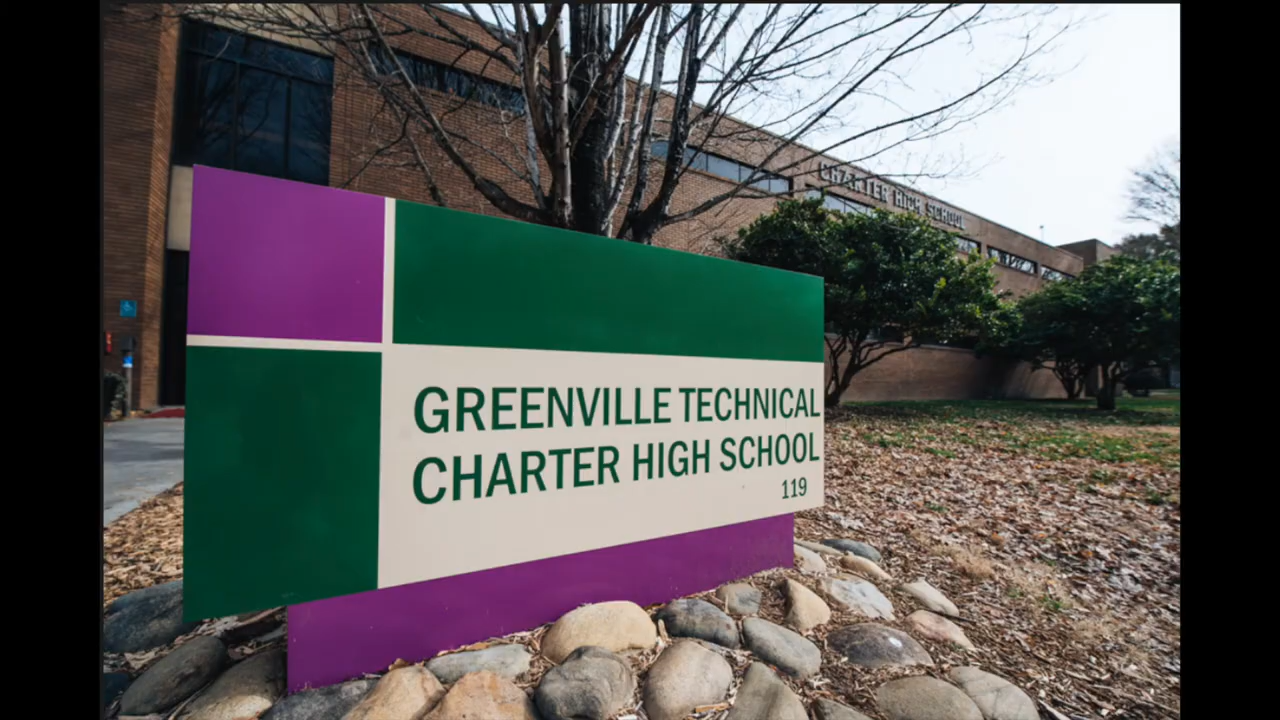 CHARTER HIGH SCHOOL
GREENVILLE TECHNICAL
CHARTER HIGH SCHOOL
119